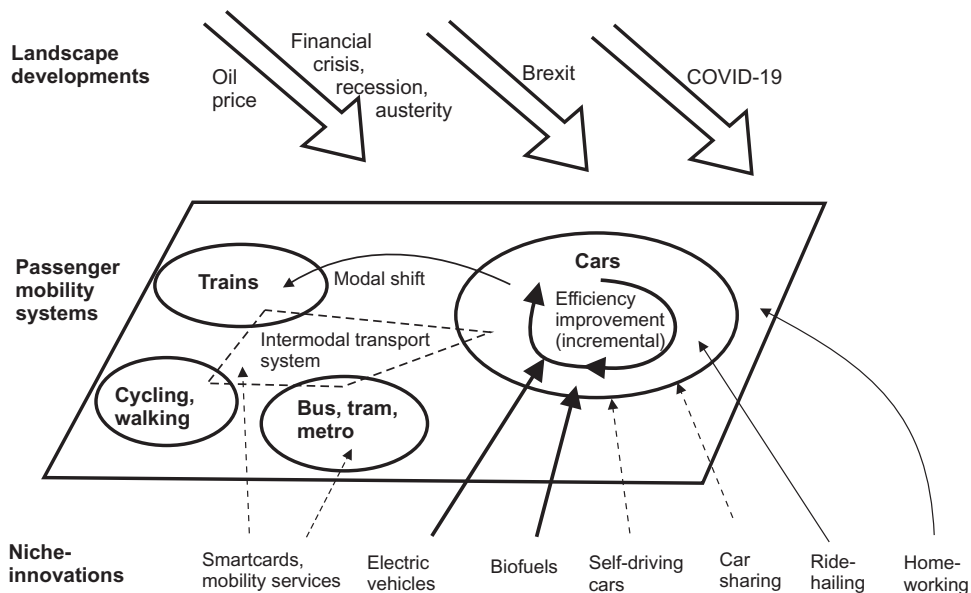 Landscape
developments
Oil
price
Financial
crisis,
recession,
austerity
Brexit
COVID-19
Passenger
mobility
systems
Trains
Modal shift
Cars
Efficiency
improvement
(incremental)
Intermodal transport
system
Cycling,
walking
Bus, tram,
metro
Niche-
innovations
Smartcards,
mobility services
Electric
vehicles
Biofuels
Self-driving
cars
Car
sharing
Ride-
hailing
Home-
working